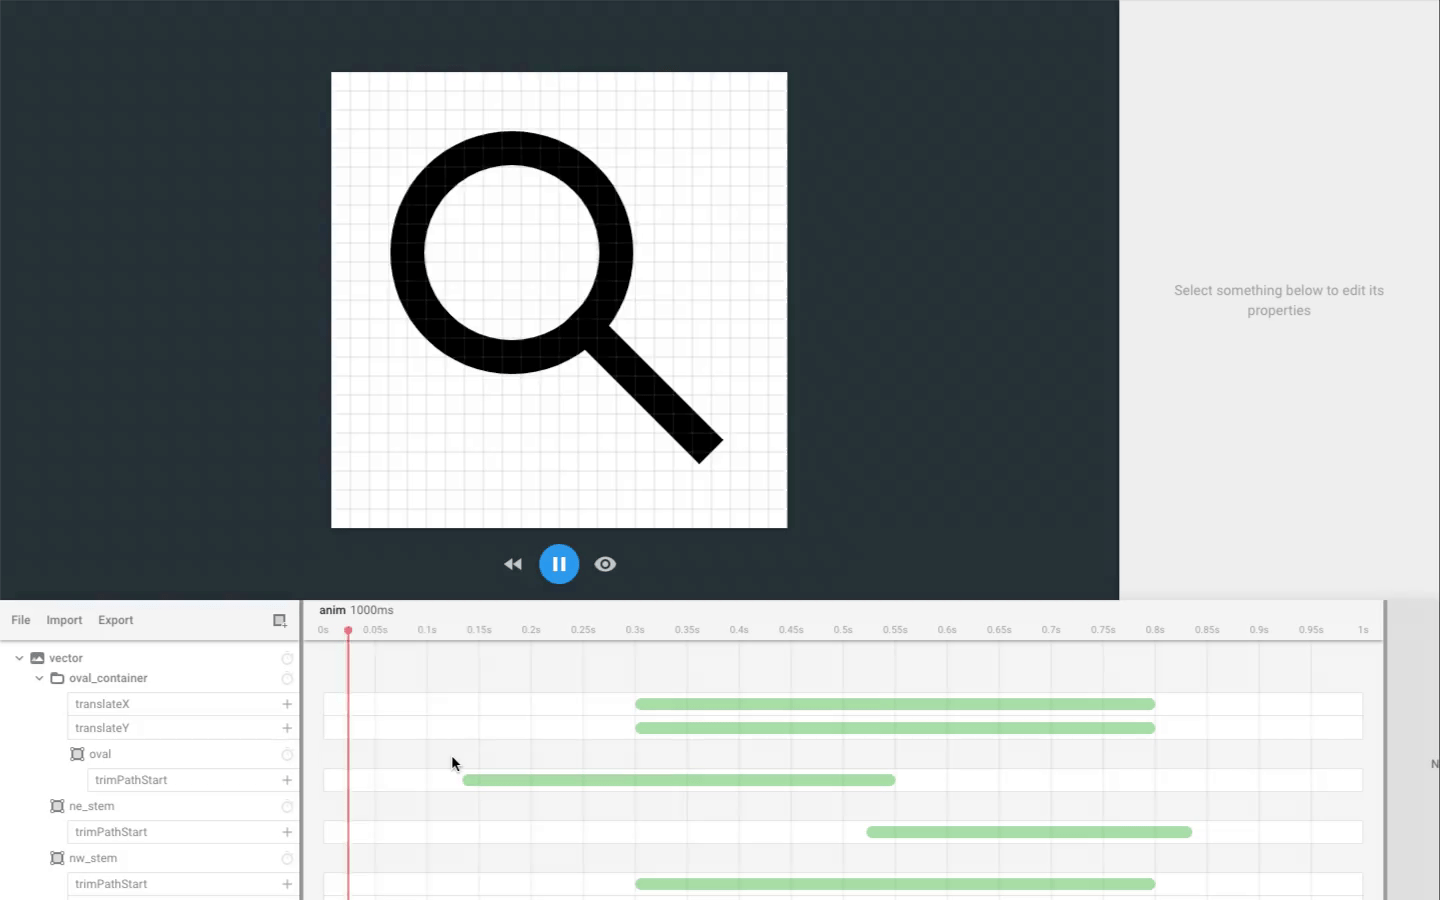 Select something below to edit its
properties
File Import Export
anim 1000ms
0s 0.05s 0.1s 0.15s 0.2s 0.25s 0.3s 0.35s 0.4s 0.45s 0.5s 0.55s 0.6s 0.65s 0.7s 0.75s 0.8s 0.85s 0.9s 0.95s 1s
vector
oval_container
translateX
translateY
oval
trimPathStart
ne_stem
trimPathStart
nw_stem
trimPathStart